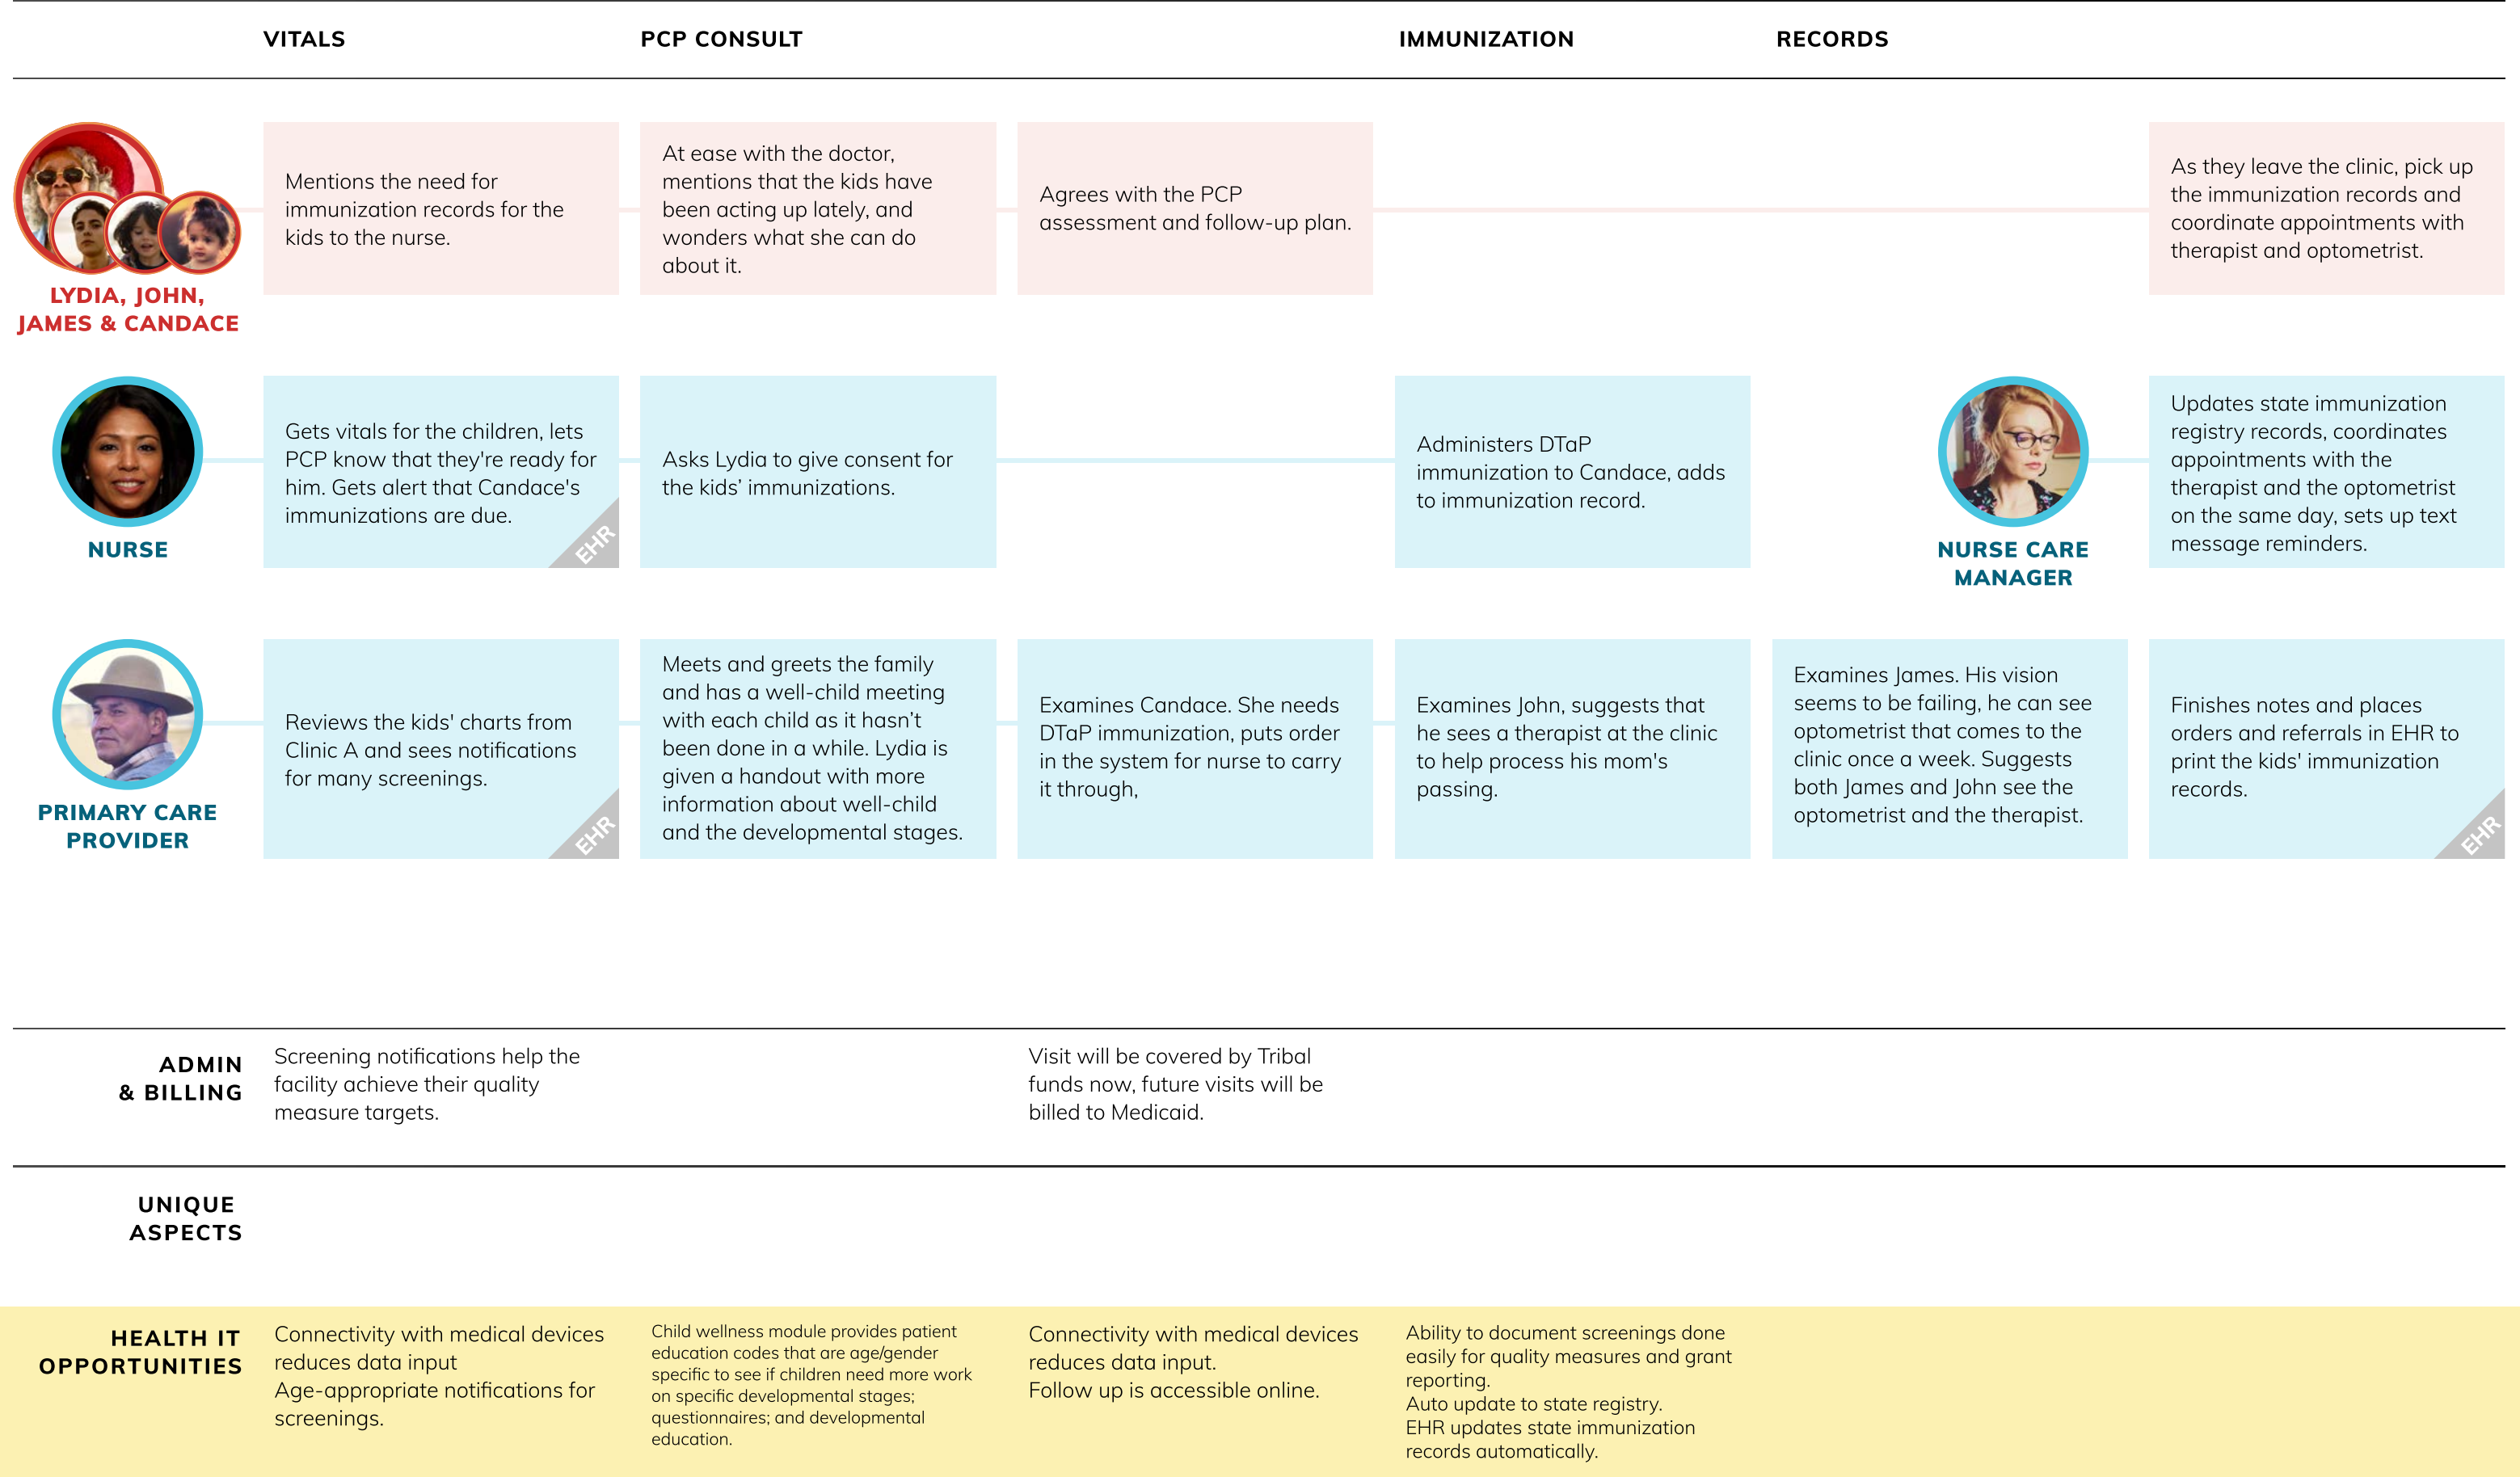 VITALS
PCP CONSULT
IMMUNIZATION
RECORDS
LYDIA, JOHN,
JAMES & CANDACE
Mentions the need for
immunization records for the
kids to the nurse.
At ease with the doctor,
mentions that the kids have
been acting up lately, and
wonders what she can do
about it.
Agrees with the PCP
assessment and follow-up plan.
As they leave the clinic, pick up
the immunization records and
coordinate appointments with
therapist and optometrist.
NURSE
Gets vitals for the children, lets
PCP know that they're ready for
him. Gets alert that Candace's
immunizations are due.
EHR
Asks Lydia to give consent for
the kids’ immunizations.
Administers DTaP
immunization to Candace, adds
to immunization record.
NURSE CARE
MANAGER
Updates state immunization
registry records, coordinates
appointments with the
therapist and the optometrist
on the same day, sets up text
message reminders.
PRIMARY CARE
PROVIDER
Reviews the kids' charts from
Clinic A and sees notifications
for many screenings.
EHR
Meets and greets the family
and has a well-child meeting
with each child as it hasn’t
been done in a while. Lydia is
given a handout with more
information about well-child
and the developmental stages.
Examines Candace. She needs
DTaP immunization, puts order
in the system for nurse to carry
it through,
Examines John, suggests that
he sees a therapist at the clinic
to help process his mom's
passing.
Examines James. His vision
seems to be failing, he can see
optometrist that comes to the
clinic once a week. Suggests
both James and John see the
optometrist and the therapist.
Finishes notes and places
orders and referrals in EHR to
print the kids' immunization
records.
EHR
ADMIN
& BILLING
Screening notifications help the
facility achieve their quality
measure targets.
Visit will be covered by Tribal
funds now, future visits will be
billed to Medicaid.
UNIQUE
ASPECTS
HEALTH IT
OPPORTUNITIES
Connectivity with medical devices
reduces data input
Age-appropriate notifications for
screenings.
Child wellness module provides patient
education codes that are age/gender
specific to see if children need more work
on specific developmental stages;
questionnaires; and developmental
education.
Connectivity with medical devices
reduces data input.
Follow up is accessible online.
Ability to document screenings done
easily for quality measures and grant
reporting.
Auto update to state registry.
EHR updates state immunization
records automatically.